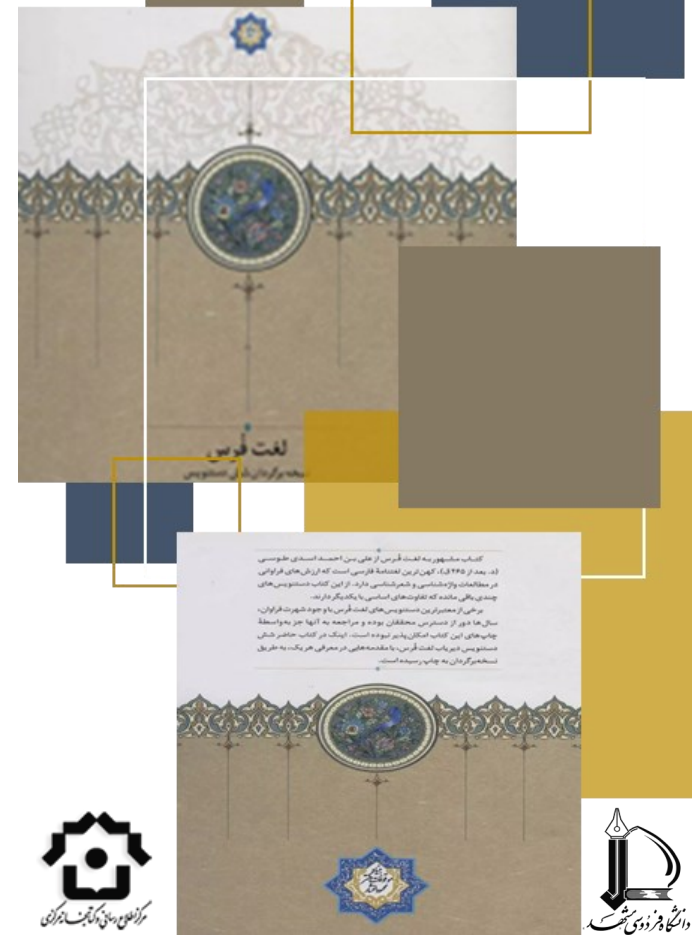 لغت فُرس
نسخه‌برگردان شش دستنویس
کتاب مشهور به لغت فُرس از علی بن احمد اسدی طوسی
(د. بعد از ۴۶۵ق)، کهن‌ترین لغتنامهٔ فارسی است که ارزش‌های فراوانی
در مطالعات واژه‌شناسی و شعرشناسی دارد. از این کتاب دستنویس‌های
چندی باقی مانده که تفاوت‌های اساسی با یکدیگر دارند.
برخی از معتبرترین دستنویس‌های لغت فُرس با وجود شهرت فراوان،
سال‌ها دور از دسترس محققان بوده و مراجعه به آنها جز به‌واسطهٔ
چاپ‌های این کتاب امکان‌پذیر نبوده است. اینک در کتاب حاضر شش
دستنویس دیریاب لغت فُرس، با مقدمه‌هایی در معرفی هر یک، به طریق
نسخه‌برگردان به چاپ رسیده است.
مرکز اطلاع رسانی و کتابخانه مرکزی
دانشگاه فردوسی مشهد